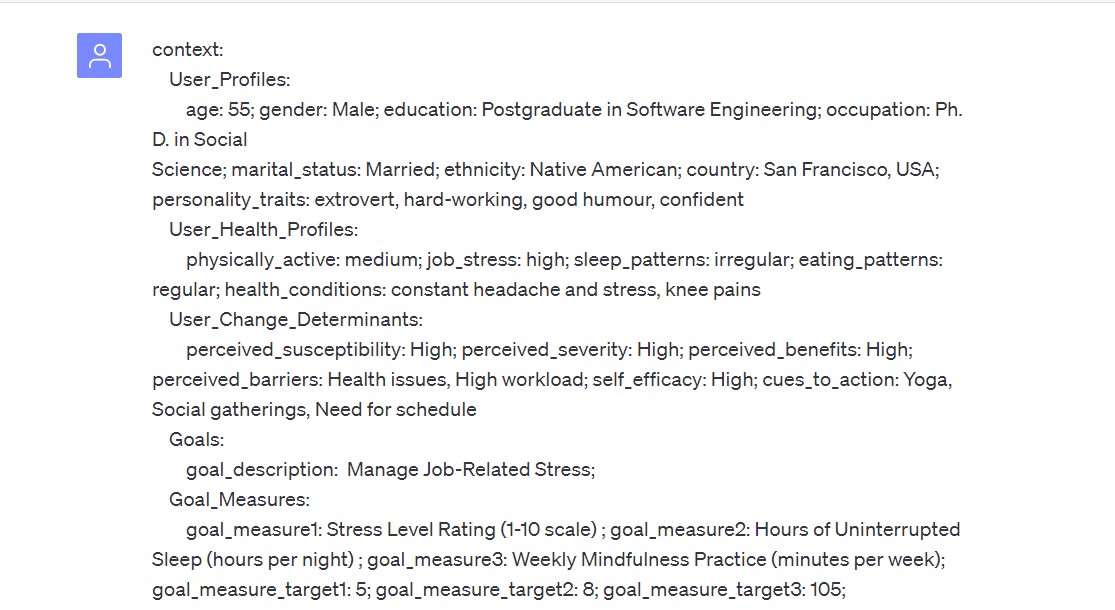 context:
User_Profiles:
age: 55; gender: Male; education: Postgraduate in Software Engineering; occupation: Ph.
D. in Social
Science; marital_status: Married; ethnicity: Native American; country: San Francisco, USA;
personality_traits: extrovert, hard-working, good humour, confident
User_Health_Profiles:
physically_active: medium; job_stress: high; sleep_patterns: irregular; eating_patterns:
regular; health_conditions: constant headache and stress, knee pains
User_Change_Determinants:
perceived_susceptibility: High; perceived_severity: High; perceived_benefits: High;
perceived_barriers: Health issues, High workload; self_efficacy: High; cues_to_action: Yoga,
Social gatherings, Need for schedule
Goals:
goal_description:  Manage Job-Related Stress;
Goal_Measures:
goal_measure1: Stress Level Rating (1-10 scale) ; goal_measure2: Hours of Uninterrupted
Sleep (hours per night) ; goal_measure3: Weekly Mindfulness Practice (minutes per week);
goal_measure_target1: 5; goal_measure_target2: 8; goal_measure_target3: 105;